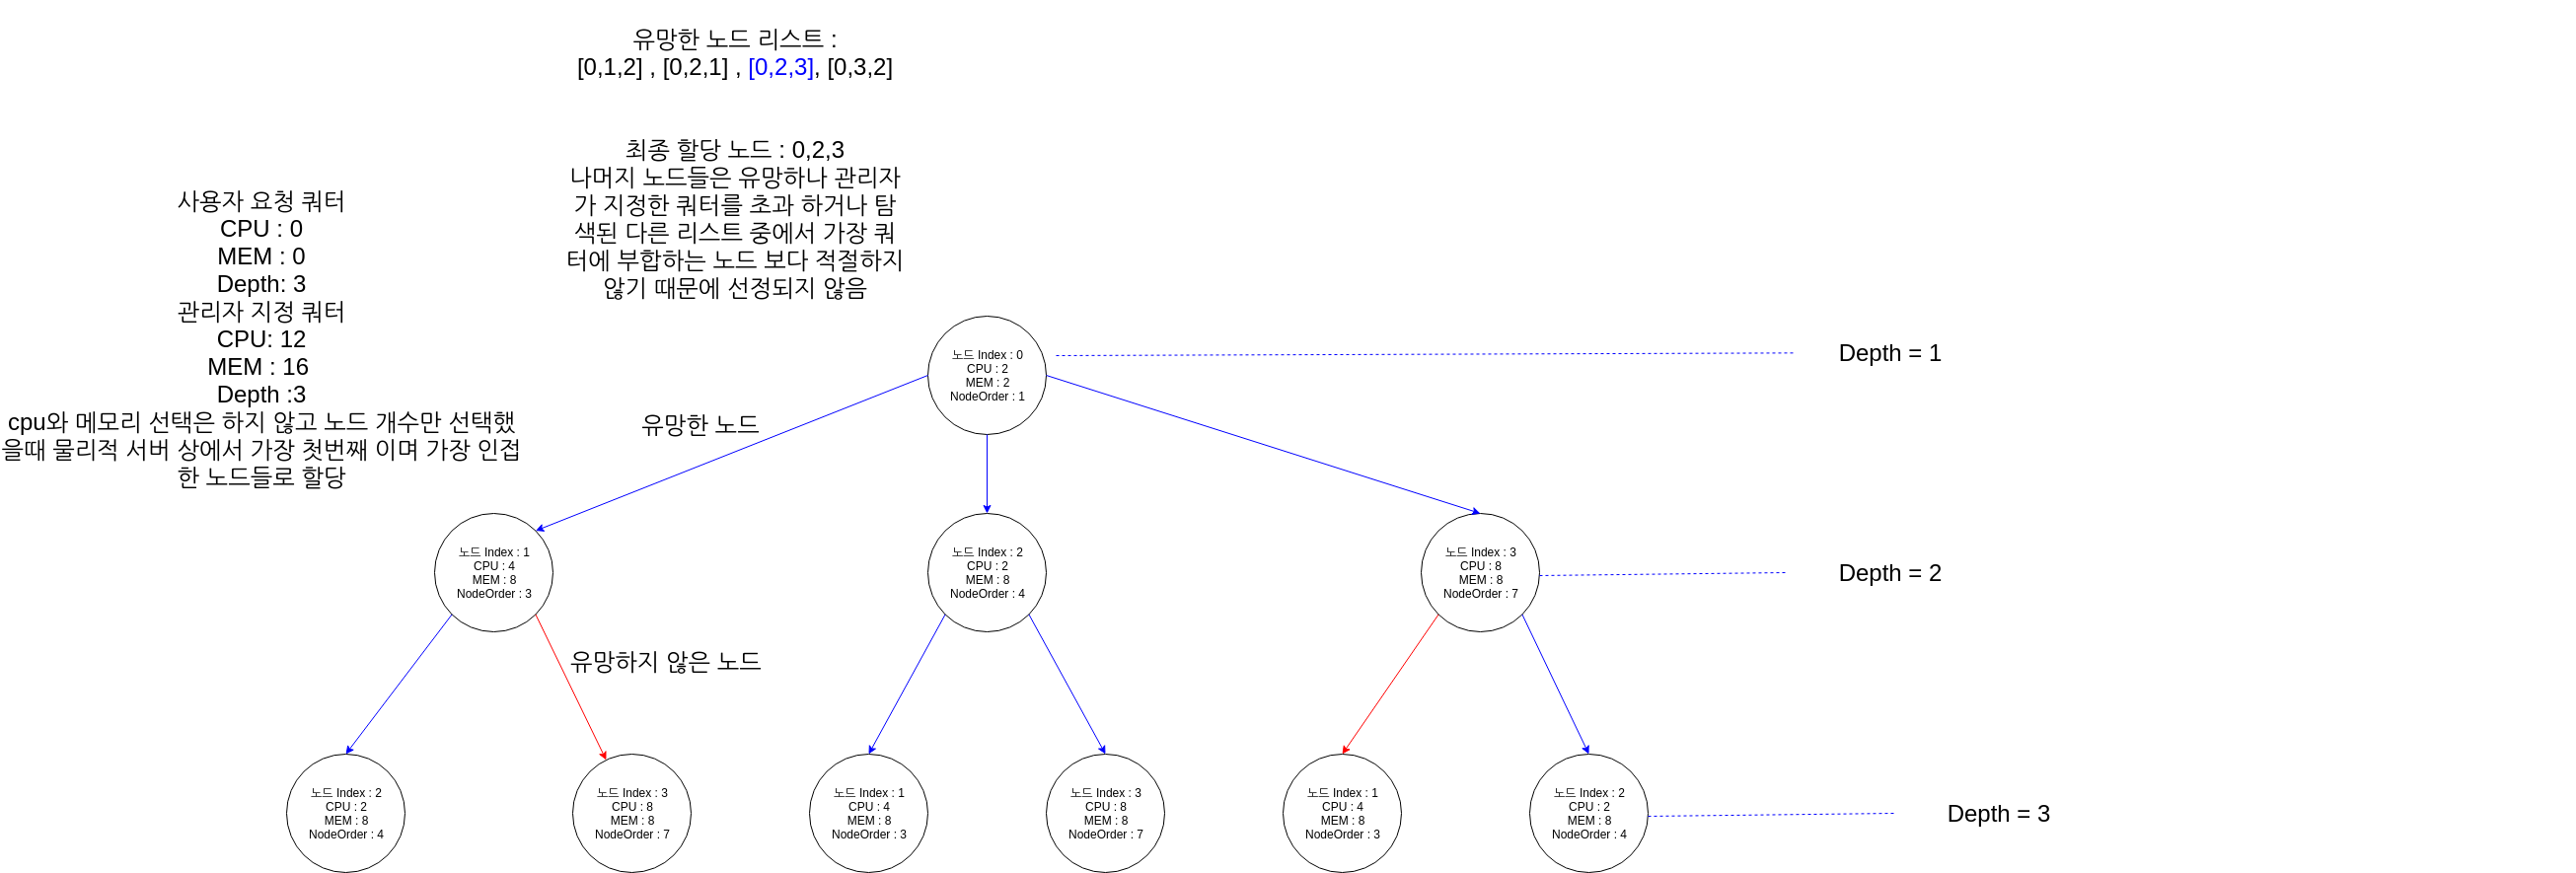 유망한 노드 리스트 :
[0,1,2] , [0,2,1] , [0,2,3], [0,3,2]
최종 할당 노드 : 0,2,3
나머지 노드들은 유망하나 관리자
가 지정한 쿼터를 초과 하거나 탐
색된 다른 리스트 중에서 가장 쿼
터에 부합하는 노드 보다 적절하지
않기 때문에 선정되지 않음
사용자 요청 쿼터
CPU : 0
MEM : 0
Depth: 3
관리자 지정 쿼터
CPU: 12
MEM : 16
Depth :3
cpu와 메모리 선택은 하지 않고 노드 개수만 선택했
을때 물리적 서버 상에서 가장 첫번째 이며 가장 인접
한 노드들로 할당
노드 Index : 0
CPU : 2
MEM : 2
NodeOrder : 1
Depth = 1
유망한 노드
노드 Index : 1
CPU : 4
MEM : 8
NodeOrder : 3
노드 Index : 2
CPU : 2
MEM : 8
NodeOrder : 4
노드 Index : 3
CPU : 8
MEM : 8
NodeOrder : 7
Depth = 2
유망하지 않은 노드
노드 Index : 2
CPU : 2
MEM : 8
NodeOrder : 4
노드 Index : 3
CPU : 8
MEM : 8
NodeOrder : 7
노드 Index : 1
CPU : 4
MEM : 8
NodeOrder : 3
노드 Index : 3
CPU : 8
MEM : 8
NodeOrder : 7
노드 Index : 1
CPU : 4
MEM : 8
NodeOrder : 3
노드 Index : 2
CPU : 2
MEM : 8
NodeOrder : 4
Depth = 3